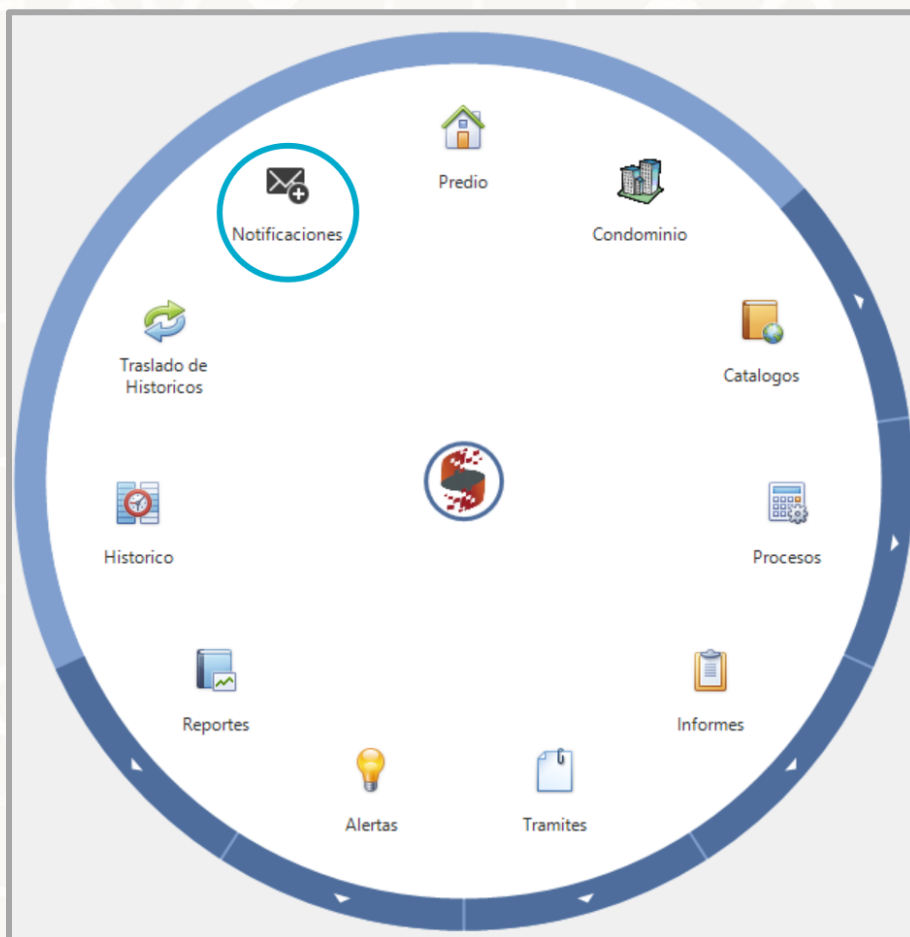 Predio
Condominio
Notificaciones
Catalogos
Traslado de
Historicos
Procesos
Historico
Informes
Reportes
Tramites
Alertas